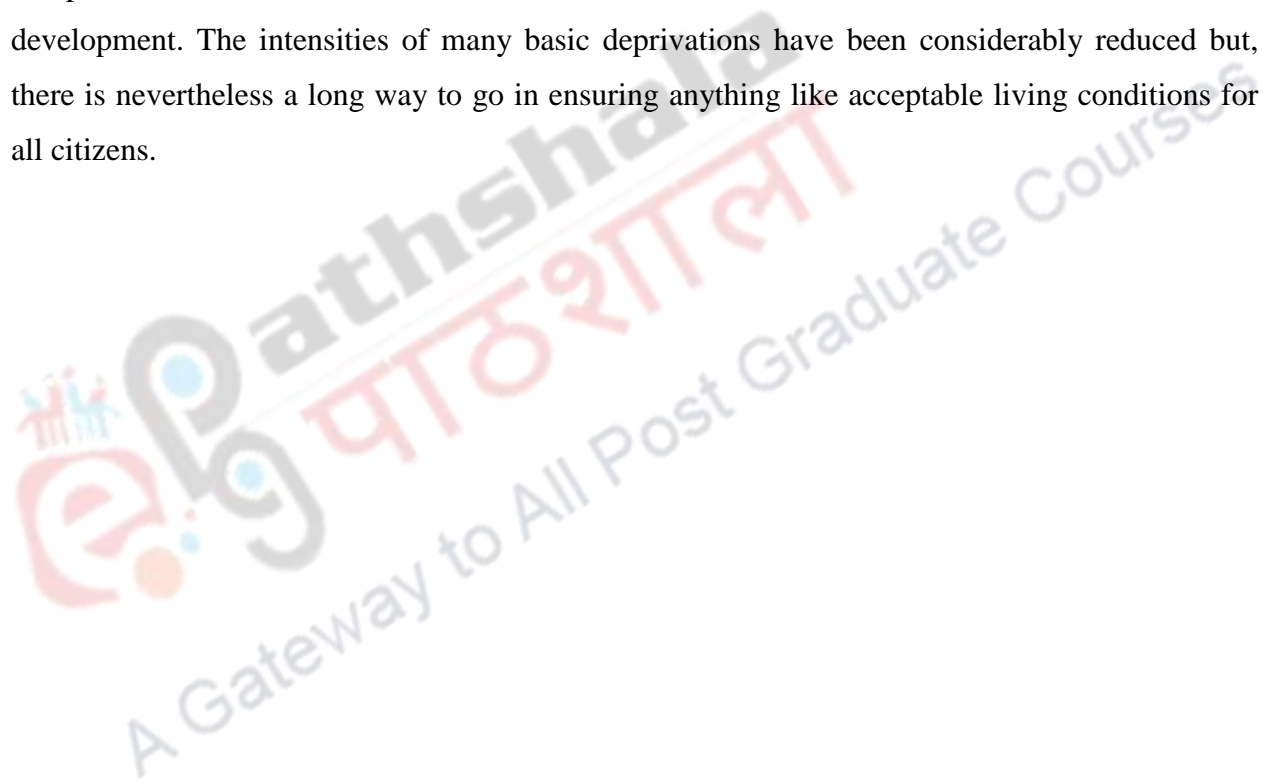 development. The intensities of many basic deprivations have been considerably reduced but,
there is nevertheless a long way to go in ensuring anything like acceptable living conditions for
all citizens.
e
Pathshala
पाठशाला
A Gateway to All Post Graduate Courses